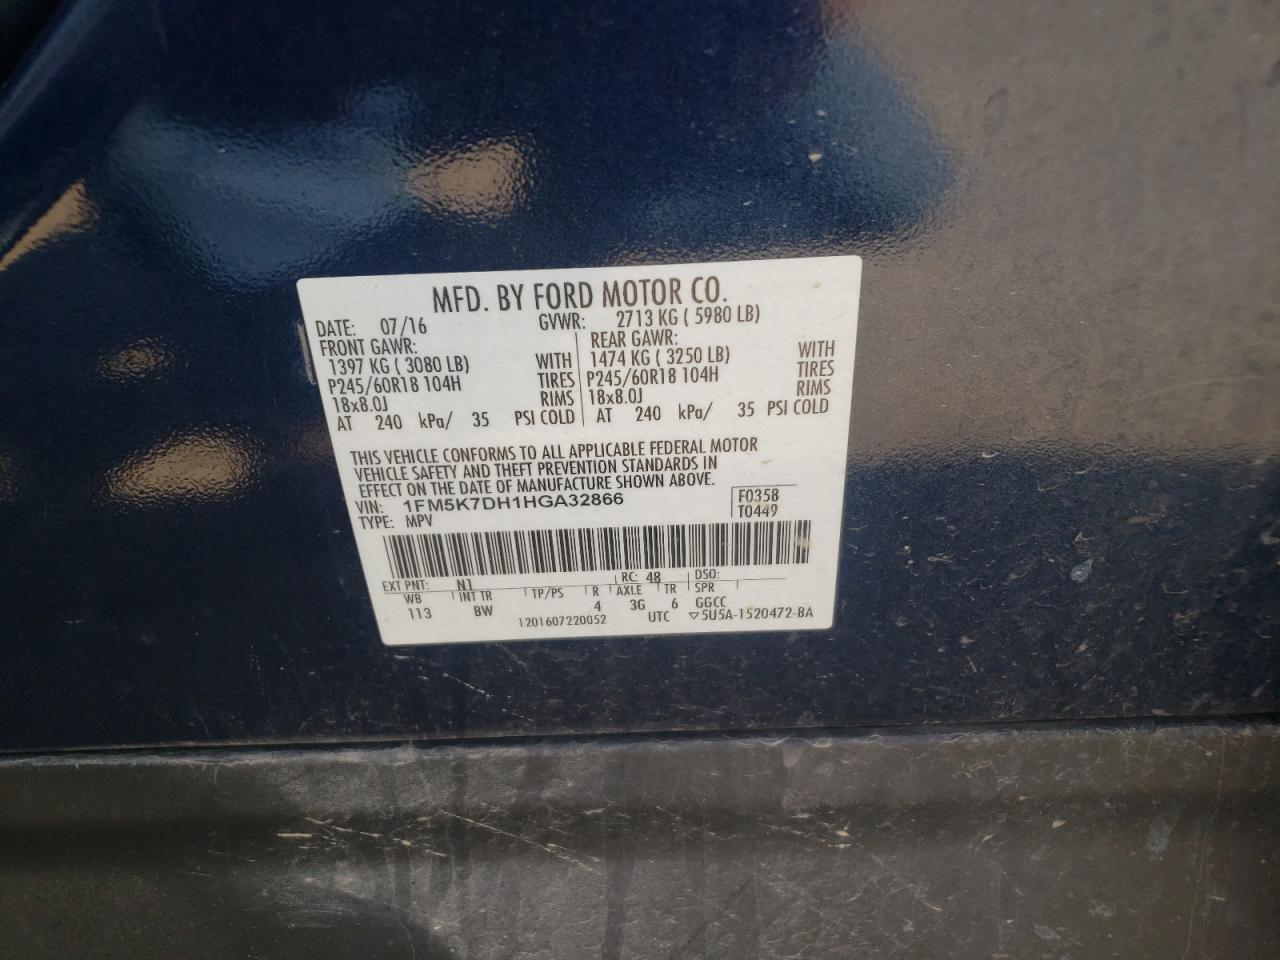 MFD. BY FORD MOTOR CO.
DATE: 07/16 GVWR: 2713 KG ( 5980 LB)
FRONT GAWR: REAR GAWR:
1397 KG ( 3080 LB) WITH 1474 KG ( 3250 LB) WITH
P245/60R18 104H TIRES P245/60R18 104H TIRES
18x8.0J RIMS 18x8.0J RIMS
AT 240 kPa/ 35 PSI COLD AT 240 kPa/ 35 PSI COLD
THIS VEHICLE CONFORMS TO ALL APPLICABLE FEDERAL MOTOR
VEHICLE SAFETY AND THEFT PREVENTION STANDARDS IN
EFFECT ON THE DATE OF MANUFACTURE SHOWN ABOVE.
VIN: 1FM5K7DH1HGA32866 F0358
TYPE: MPV T0449
EXT PNT: N1 RC: 48 DSO:
WB INT TR TP/PS R AXLE TR SPR
113 BW 4 3G 6 GGCC
1201607220052 UTC ▽5U5A-1520472-BA